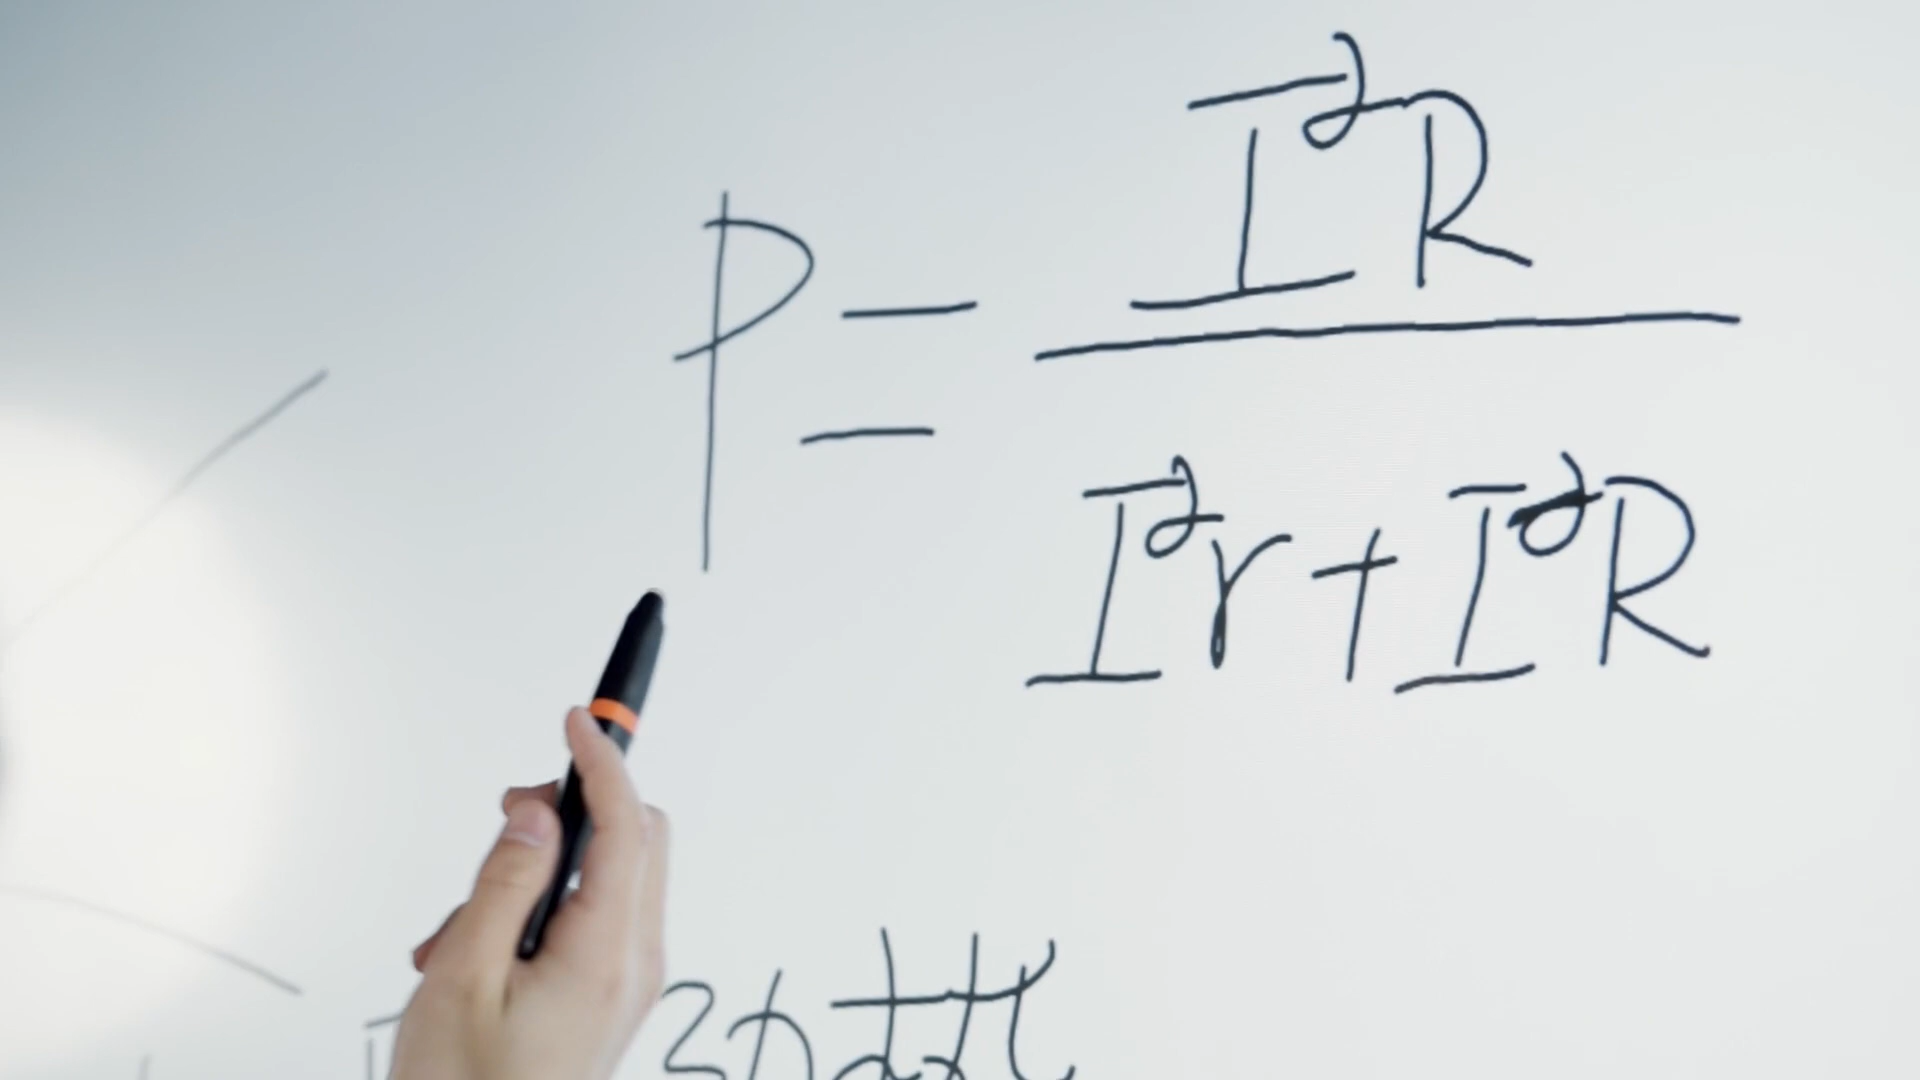 P = I²R / (I²r + I²R)